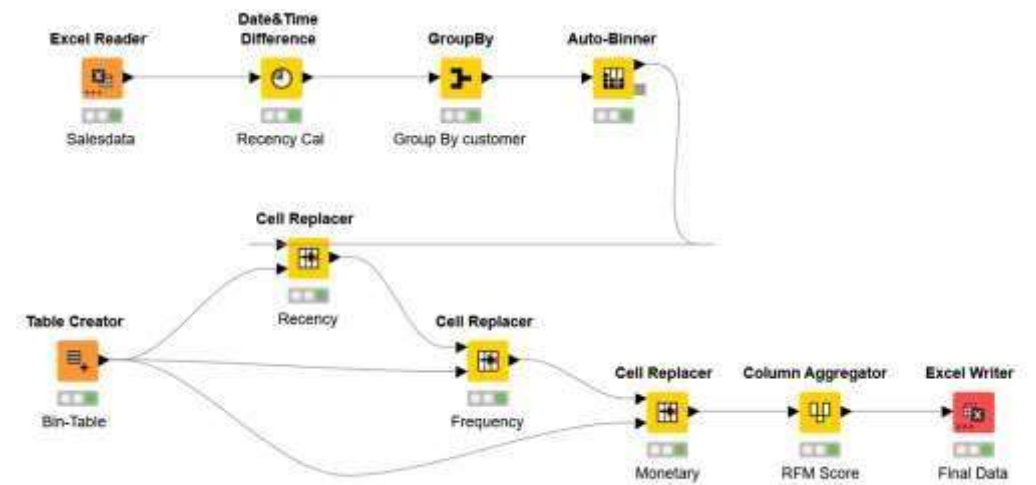 Excel Reader
Date&Time
Difference
GroupBy
Auto-Binner
Salesdata
Recency Cal
Group By customer
Cell Replacer
Recency
Table Creator
Bin-Table
Cell Replacer
Frequency
Cell Replacer
Column Aggregator
Excel Writer
Monetary
RFM Score
Final Data